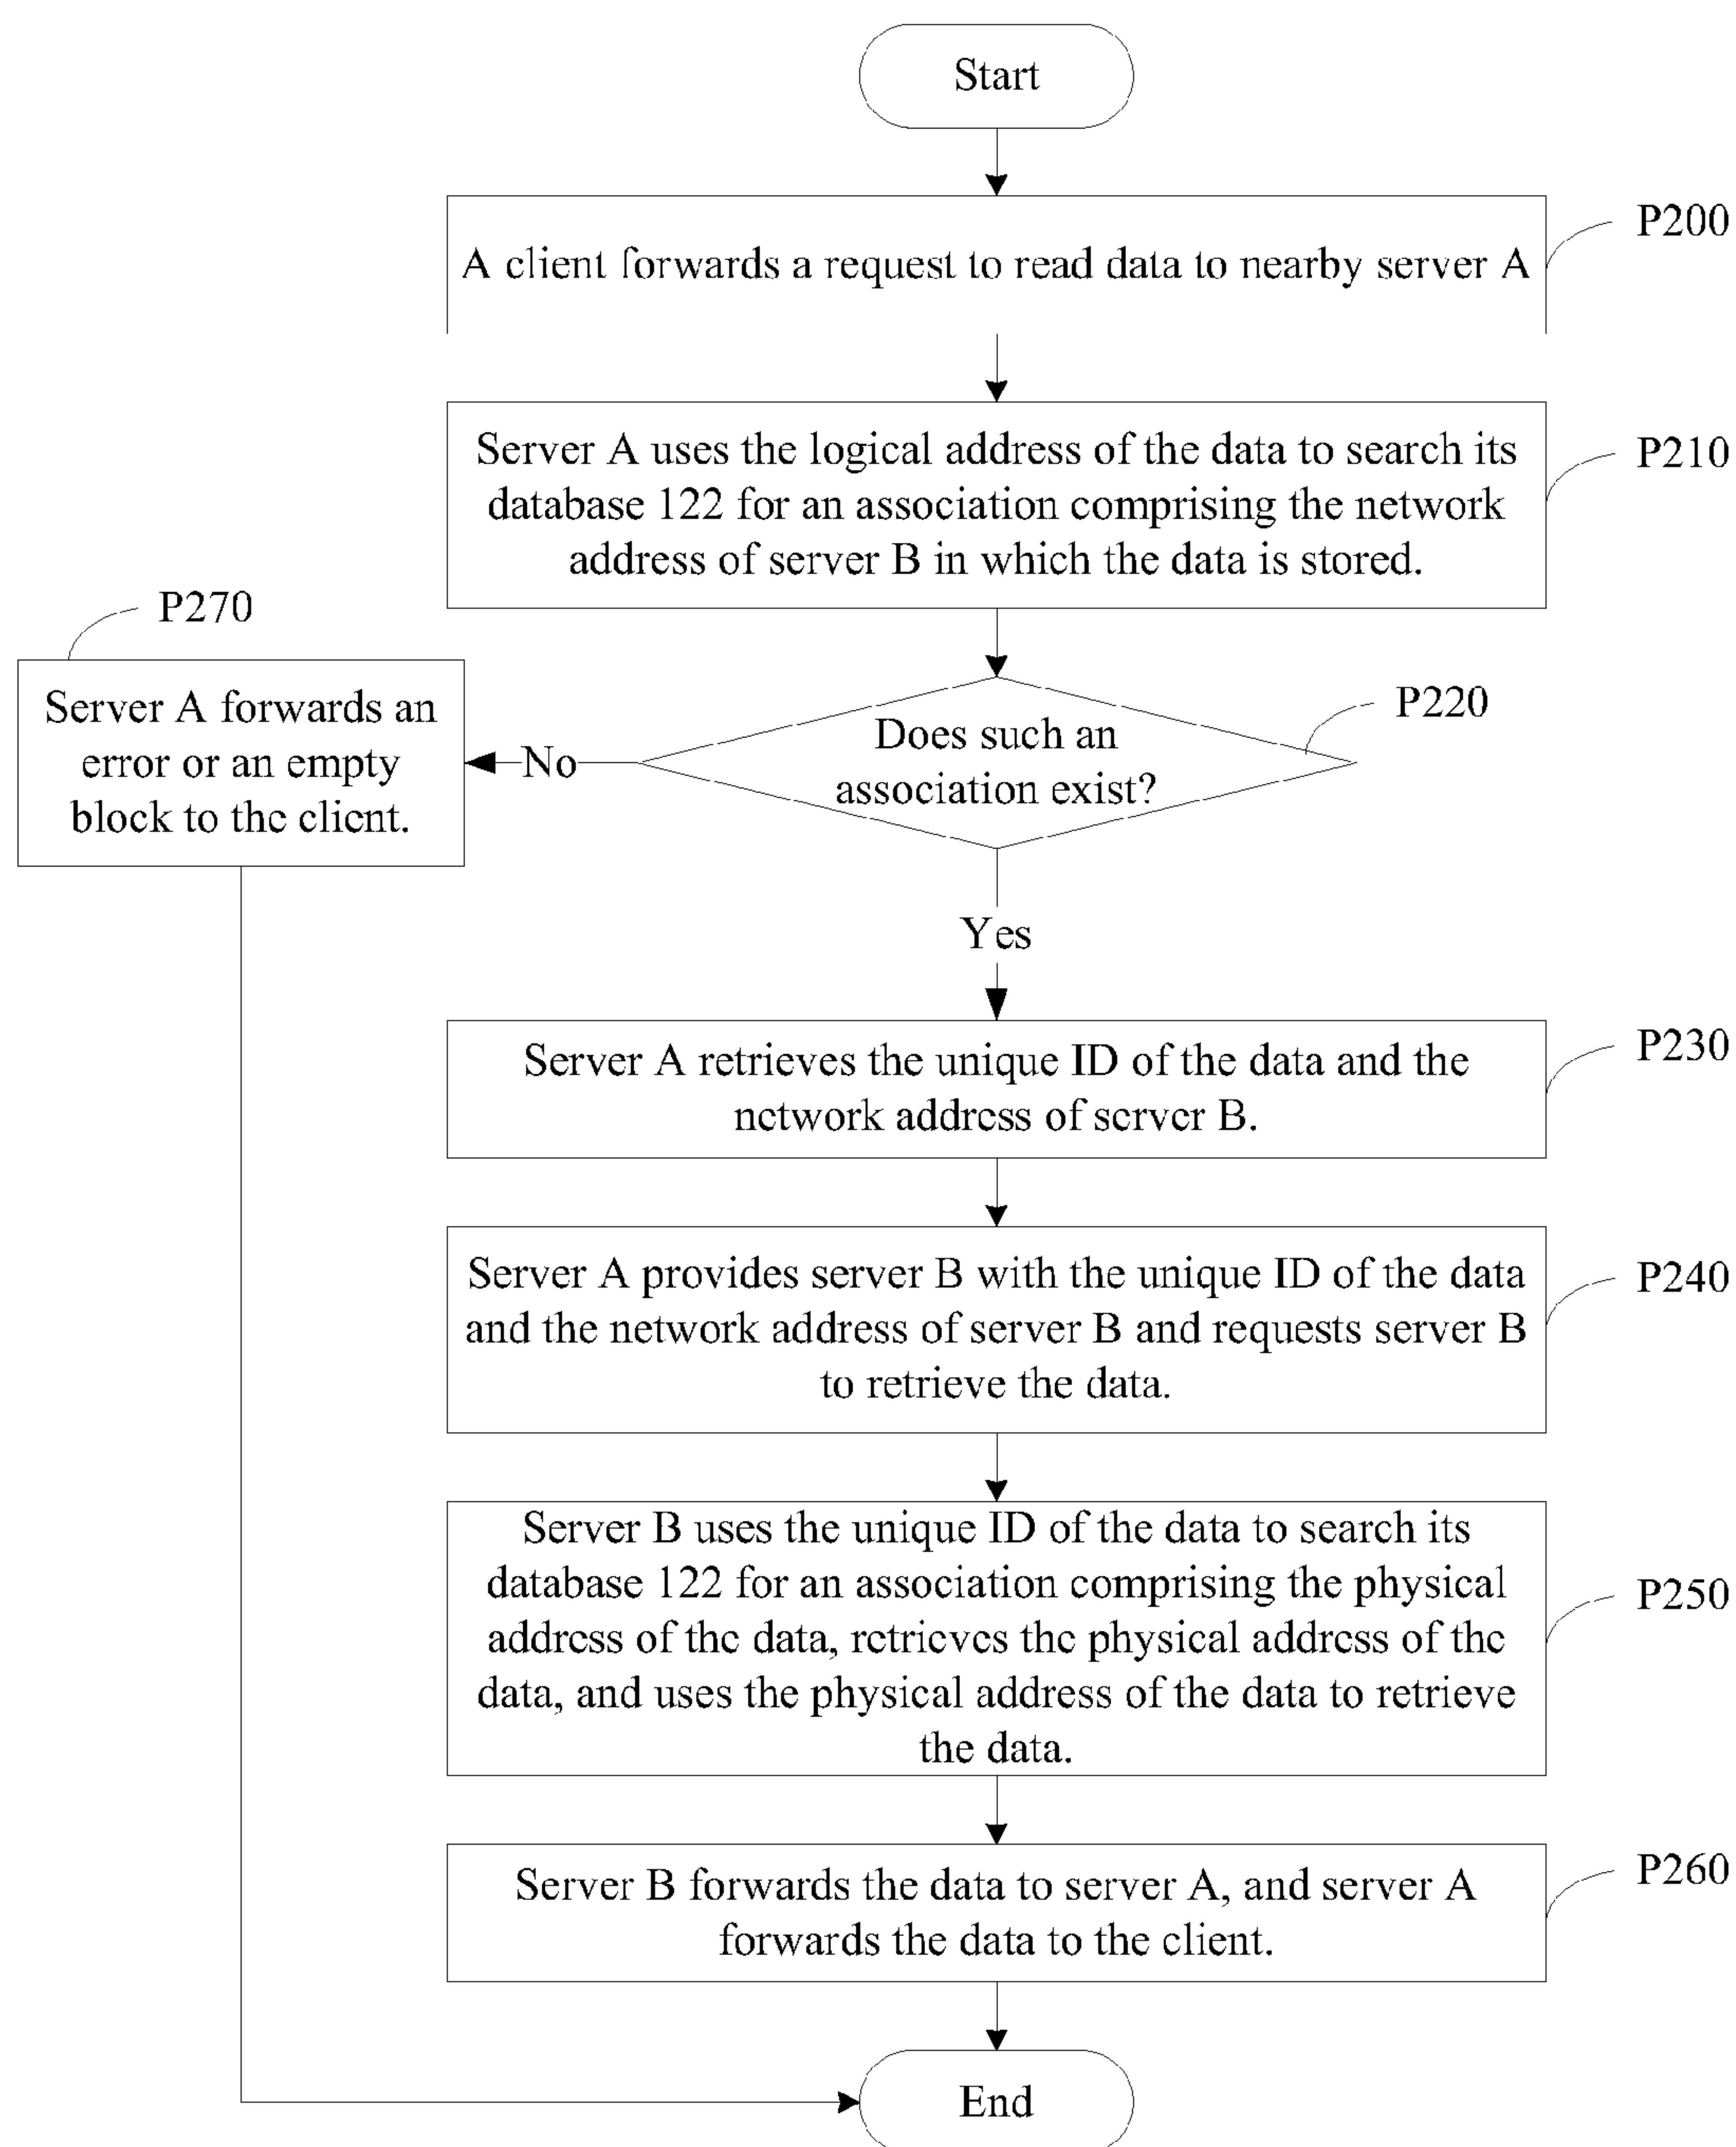 Start
P200
A client forwards a request to read data to nearby server A
P210
Server A uses the logical address of the data to search its
database 122 for an association comprising the network
address of server B in which the data is stored.
P270
Server A forwards an
error or an empty
block to the client.
P220
Does such an
association exist?
No
Yes
P230
Server A retrieves the unique ID of the data and the
network address of server B.
P240
Server A provides server B with the unique ID of the data
and the network address of server B and requests server B
to retrieve the data.
P250
Server B uses the unique ID of the data to search its
database 122 for an association comprising the physical
address of the data, retrieves the physical address of the
data, and uses the physical address of the data to retrieve
the data.
P260
Server B forwards the data to server A, and server A
forwards the data to the client.
End